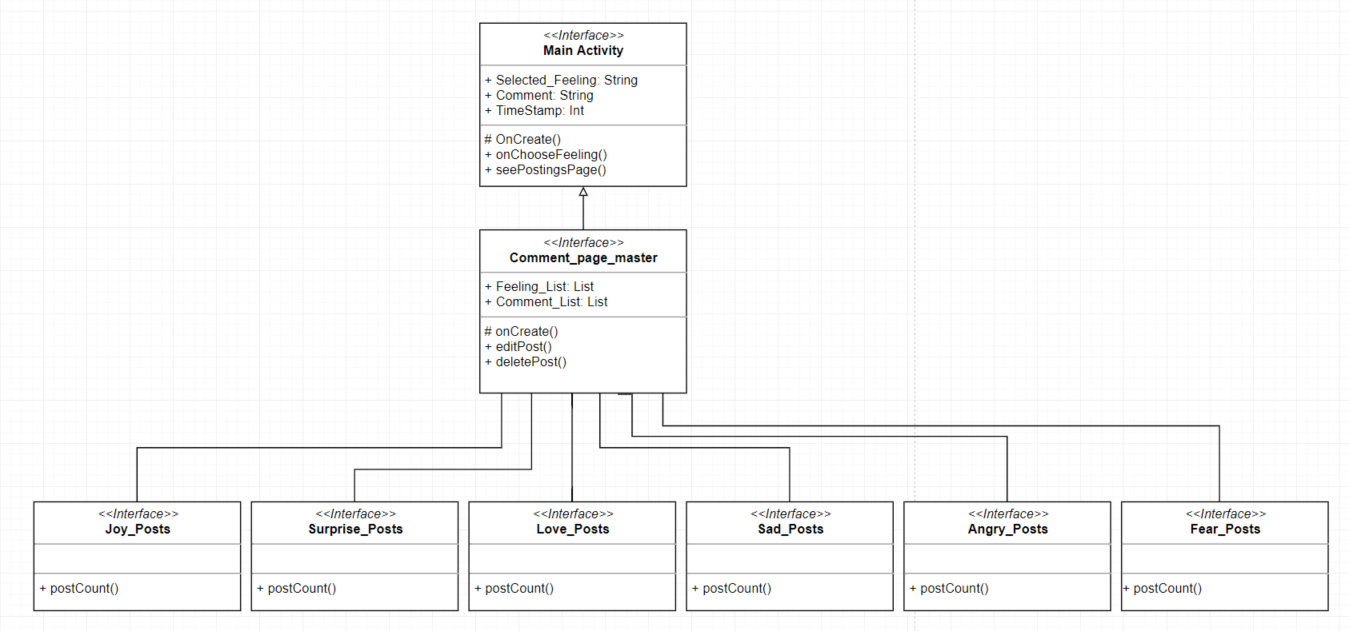 <<Interface>>
Main Activity
+ Selected_Feeling: String
+ Comment: String
+ TimeStamp: Int
# OnCreate()
+ onChooseFeeling()
+ seePostingsPage()
<<Interface>>
Comment_page_master
+ Feeling_List: List
+ Comment_List: List
# onCreate()
+ editPost()
+ deletePost()
<<Interface>>
Joy_Posts
+ postCount()
<<Interface>>
Surprise_Posts
+ postCount()
<<Interface>>
Love_Posts
+ postCount()
<<Interface>>
Sad_Posts
+ postCount()
<<Interface>>
Angry_Posts
+ postCount()
<<Interface>>
Fear_Posts
+ postCount()